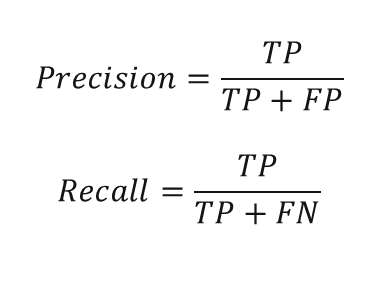 Precision = TP / TP + FP
Recall = TP / TP + FN